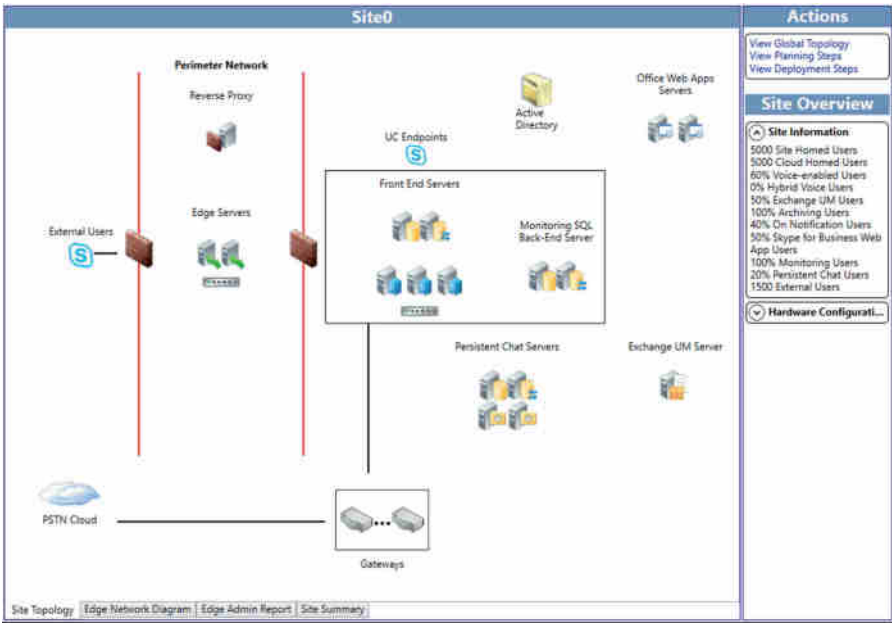 Site0
Perimeter Network
Reverse Proxy
Edge Servers
External Users
UC Endpoints
Front End Servers
Monitoring SQL
Back-End Server
Active
Directory
Office Web Apps
Servers
Persistent Chat Servers
Exchange UM Server
PSTN Cloud
Gateways
Site Topology
Edge Network Diagram
Edge Admin Report
Site Summary
Actions
View Global Topology
View Planning Steps
View Deployment Steps
Site Overview
Site Information
5000 Site Homed Users
5000 Cloud Homed Users
60% Voice-enabled Users
0% Hybrid Voice Users
50% Exchange UM Users
100% Archiving Users
40% On Notification Users
50% Skype for Business Web
App Users
100% Monitoring Users
20% Persistent Chat Users
1500 External Users
Hardware Configurati...